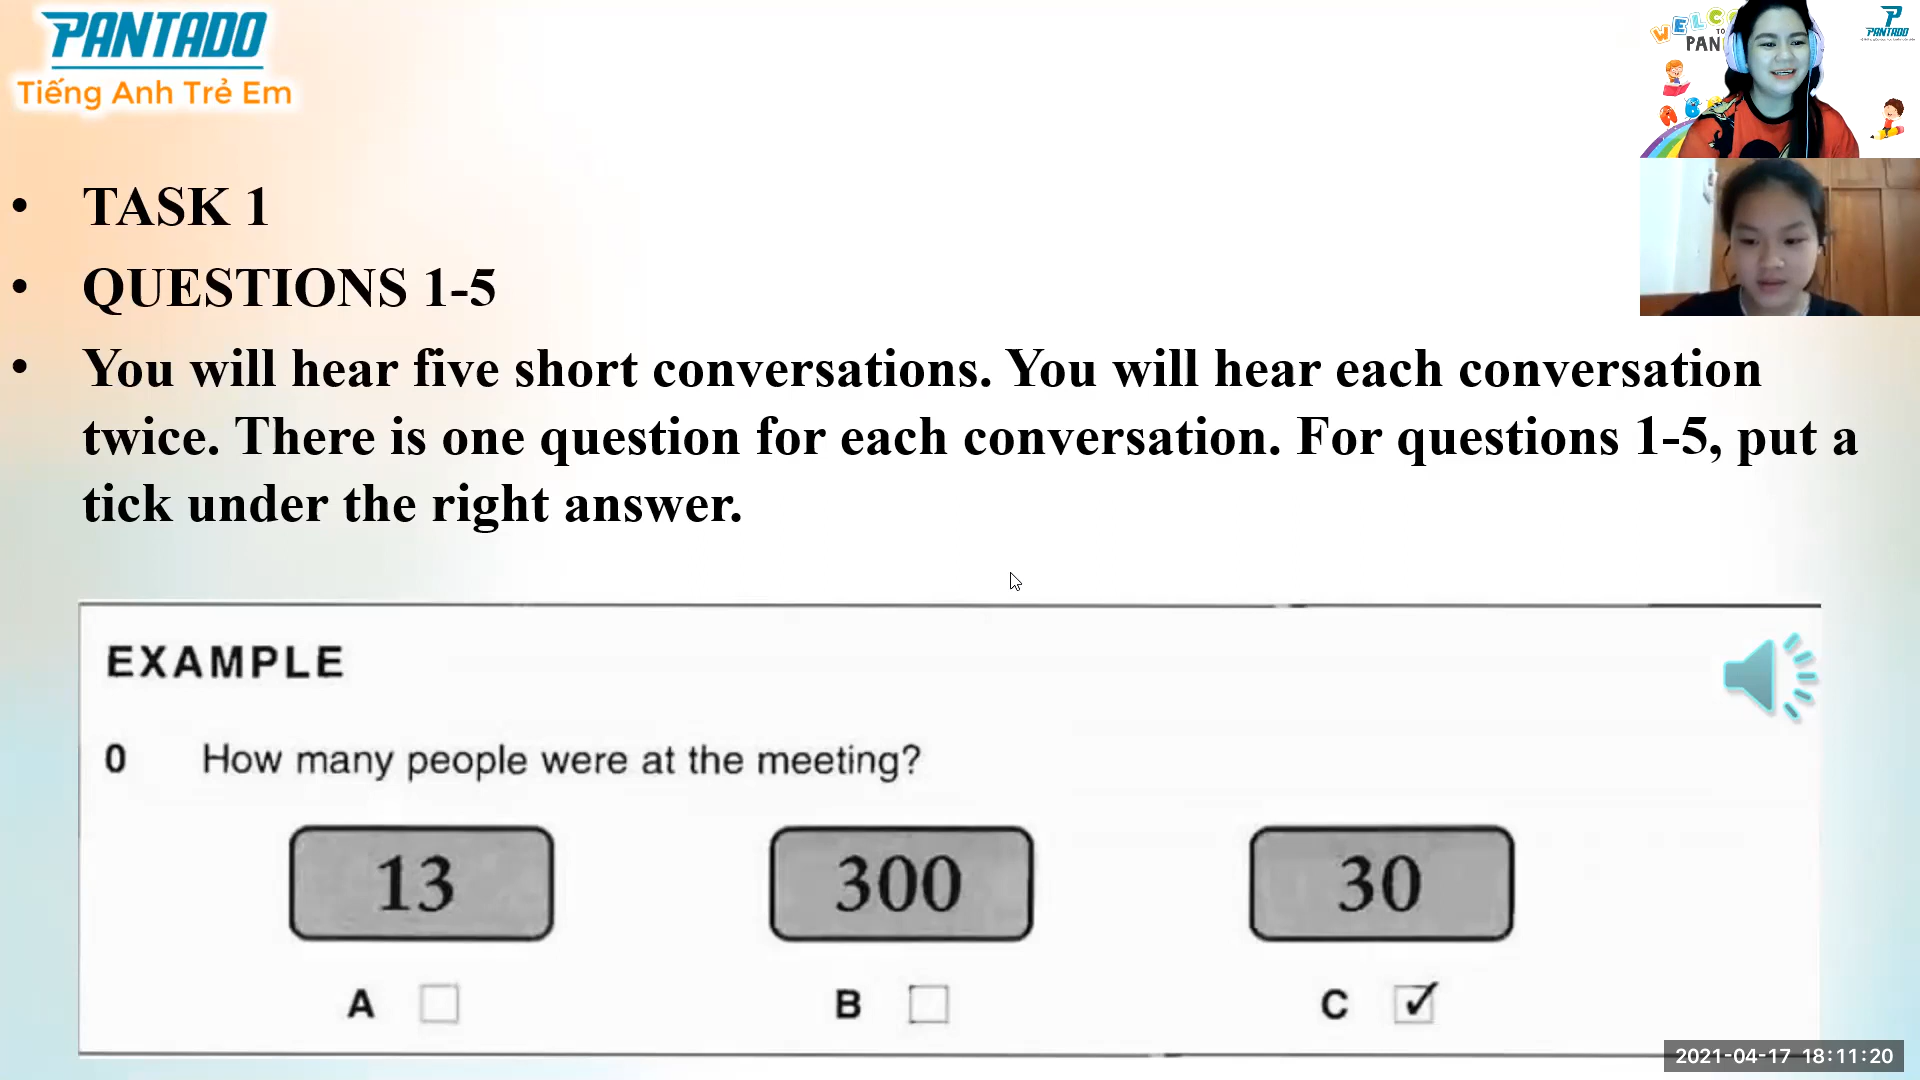 PANTADO
Tiếng Anh Trẻ Em
PANTADO
TO
PAN
• TASK 1
• QUESTIONS 1-5
• You will hear five short conversations. You will hear each conversation
twice. There is one question for each conversation. For questions 1-5, put a
tick under the right answer.
EXAMPLE
0 How many people were at the meeting?
13 300 30
A B C
2021-04-17 18:11:20